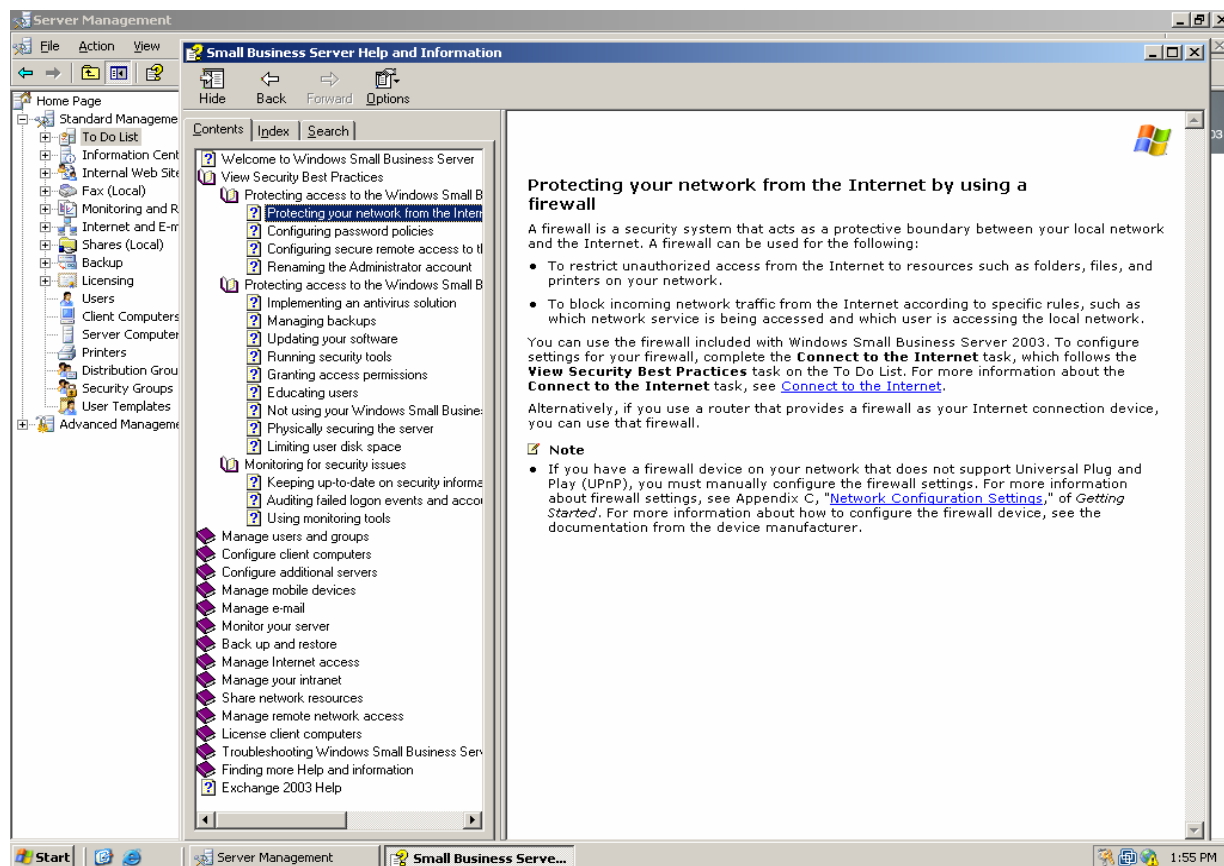 Server Management
File Action View
Small Business Server Help and Information
Hide Back Forward Options
Home Page
Standard Manageme
To Do List
Information Cent
Internal Web Site
Fax (Local)
Monitoring and R
Internet and E-m
Shares (Local)
Backup
Licensing
Users
Client Computers
Server Computer
Printers
Distribution Grou
Security Groups
User Templates
Advanced Manageme
Contents Index Search
Welcome to Windows Small Business Server
View Security Best Practices
Protecting access to the Windows Small B
Protecting your network from the Inter
Configuring password policies
Configuring secure remote access to tl
Renaming the Administrator account
Protecting access to the Windows Small B
Implementing an antivirus solution
Managing backups
Updating your software
Running security tools
Granting access permissions
Educating users
Not using your Windows Small Busine
Physically securing the server
Limiting user disk space
Monitoring for security issues
Keeping up-to-date on security informa
Auditing failed logon events and accou
Using monitoring tools
Manage users and groups
Configure client computers
Configure additional servers
Manage mobile devices
Manage e-mail
Monitor your server
Back up and restore
Manage Internet access
Manage your intranet
Share network resources
Manage remote network access
License client computers
Troubleshooting Windows Small Business Serv
Finding more Help and information
Exchange 2003 Help
Protecting your network from the Internet by using a
firewall
A firewall is a security system that acts as a protective boundary between your local network
and the Internet. A firewall can be used for the following:
• To restrict unauthorized access from the Internet to resources such as folders, files, and
printers on your network.
• To block incoming network traffic from the Internet according to specific rules, such as
which network service is being accessed and which user is accessing the local network.
You can use the firewall included with Windows Small Business Server 2003. To configure
settings for your firewall, complete the Connect to the Internet task, which follows the
View Security Best Practices task on the To Do List. For more information about the
Connect to the Internet task, see Connect to the Internet.
Alternatively, if you use a router that provides a firewall as your Internet connection device,
you can use that firewall.
Note
• If you have a firewall device on your network that does not support Universal Plug and
Play (UPnP), you must manually configure the firewall settings. For more information
about firewall settings, see Appendix C, "Network Configuration Settings," of Getting
Started. For more information about how to configure the firewall device, see the
documentation from the device manufacturer.
03
Start Server Management Small Business Serve... 1:55 PM